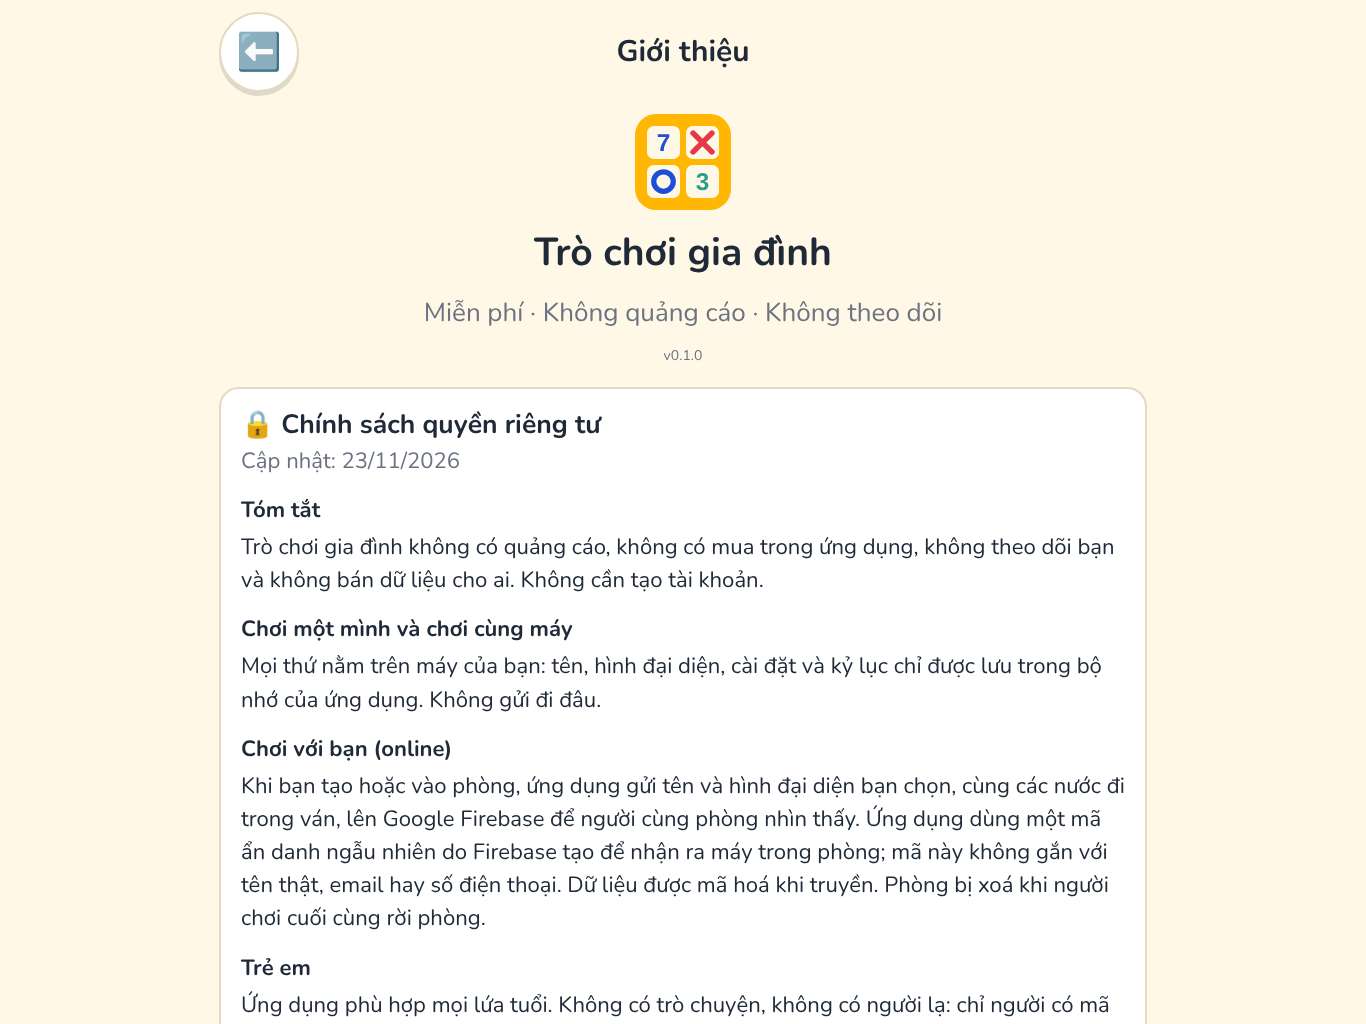 Giới thiệu
7
3
Trò chơi gia đình
Miễn phí · Không quảng cáo · Không theo dõi
v0.1.0
🔒 Chính sách quyền riêng tư
Cập nhật: 23/11/2026
Tóm tắt
Trò chơi gia đình không có quảng cáo, không có mua trong ứng dụng, không theo dõi bạn
và không bán dữ liệu cho ai. Không cần tạo tài khoản.
Chơi một mình và chơi cùng máy
Mọi thứ nằm trên máy của bạn: tên, hình đại diện, cài đặt và kỷ lục chỉ được lưu trong bộ
nhớ của ứng dụng. Không gửi đi đâu.
Chơi với bạn (online)
Khi bạn tạo hoặc vào phòng, ứng dụng gửi tên và hình đại diện bạn chọn, cùng các nước đi
trong ván, lên Google Firebase để người cùng phòng nhìn thấy. Ứng dụng dùng một mã
ẩn danh ngẫu nhiên do Firebase tạo để nhận ra máy trong phòng; mã này không gắn với
tên thật, email hay số điện thoại. Dữ liệu được mã hoá khi truyền. Phòng bị xoá khi người
chơi cuối cùng rời phòng.
Trẻ em
Ứng dụng phù hợp mọi lứa tuổi. Không có trò chuyện, không có người lạ: chỉ người có mã